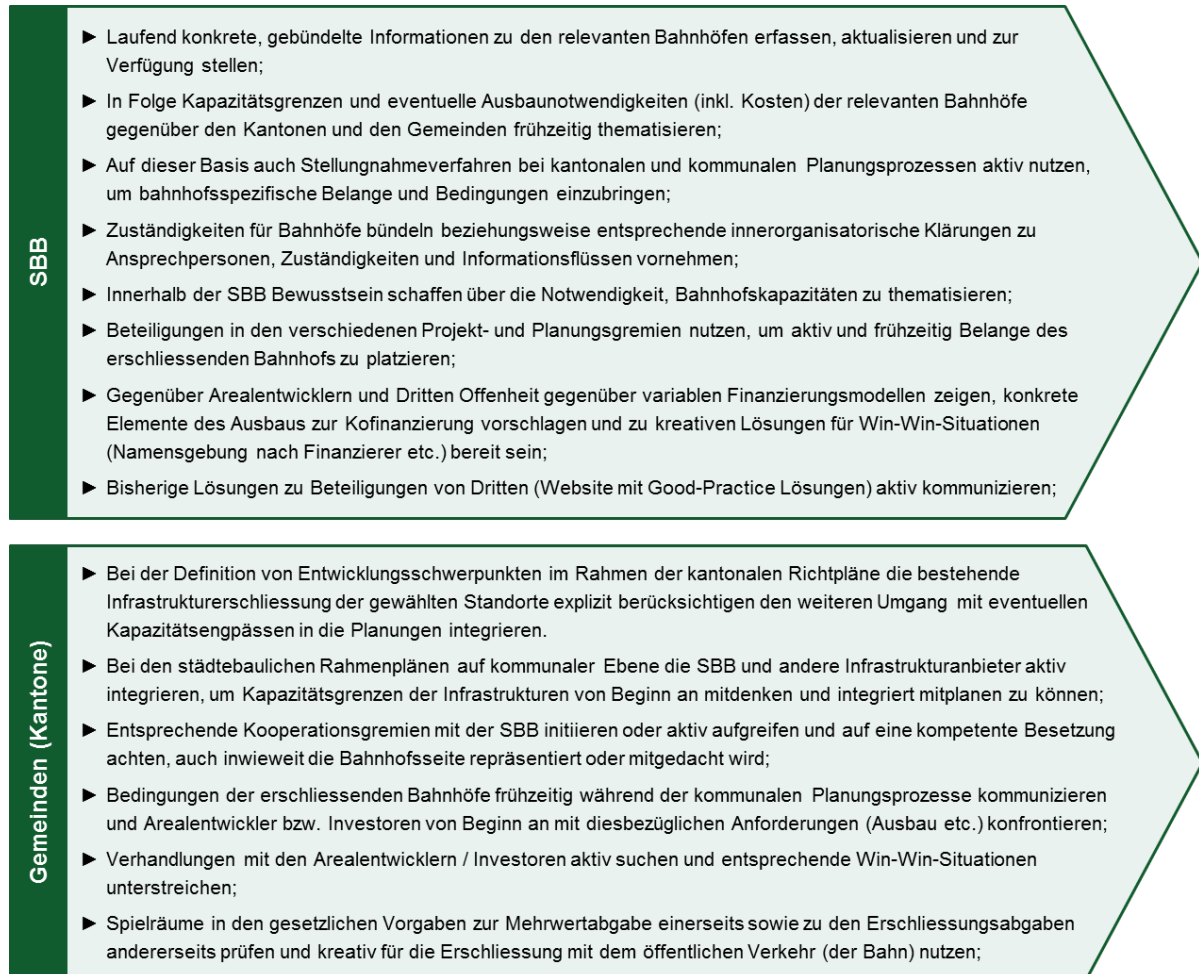 SBB
► Laufend konkrete, gebündelte Informationen zu den relevanten Bahnhöfen erfassen, aktualisieren und zur
Verfügung stellen;
► In Folge Kapazitätsgrenzen und eventuelle Ausbaunotwendigkeiten (inkl. Kosten) der relevanten Bahnhöfe
gegenüber den Kantonen und den Gemeinden frühzeitig thematisieren;
► Auf dieser Basis auch Stellungnahmeverfahren bei kantonalen und kommunalen Planungsprozessen aktiv nutzen,
um bahnhofsspezifische Belange und Bedingungen einzubringen;
► Zuständigkeiten für Bahnhöfe bündeln beziehungsweise entsprechende innerorganisatorische Klärungen zu
Ansprechpersonen, Zuständigkeiten und Informationsflüssen vornehmen;
► Innerhalb der SBB Bewusstsein schaffen über die Notwendigkeit, Bahnhofskapazitäten zu thematisieren;
► Beteiligungen in den verschiedenen Projekt- und Planungsgremien nutzen, um aktiv und frühzeitig Belange des
erschliessenden Bahnhofs zu platzieren;
► Gegenüber Arealentwicklern und Dritten Offenheit gegenüber variablen Finanzierungsmodellen zeigen, konkrete
Elemente des Ausbaus zur Kofinanzierung vorschlagen und zu kreativen Lösungen für Win-Win-Situationen
(Namensgebung nach Finanzierer etc.) bereit sein;
► Bisherige Lösungen zu Beteiligungen von Dritten (Website mit Good-Practice Lösungen) aktiv kommunizieren;
Gemeinden (Kantone)
► Bei der Definition von Entwicklungsschwerpunkten im Rahmen der kantonalen Richtpläne die bestehende
Infrastrukturerschliessung der gewählten Standorte explizit berücksichtigen den weiteren Umgang mit eventuellen
Kapazitätsengpässen in die Planungen integrieren.
► Bei den städtebaulichen Rahmenplänen auf kommunaler Ebene die SBB und andere Infrastrukturanbieter aktiv
integrieren, um Kapazitätsgrenzen der Infrastrukturen von Beginn an mitdenken und integriert mitplanen zu können;
► Entsprechende Kooperationsgremien mit der SBB initiieren oder aktiv aufgreifen und auf eine kompetente Besetzung
achten, auch inwieweit die Bahnhofsseite repräsentiert oder mitgedacht wird;
► Bedingungen der erschliessenden Bahnhöfe frühzeitig während der kommunalen Planungsprozesse kommunizieren
und Arealentwickler bzw. Investoren von Beginn an mit diesbezüglichen Anforderungen (Ausbau etc.) konfrontieren;
► Verhandlungen mit den Arealentwicklern / Investoren aktiv suchen und entsprechende Win-Win-Situationen
unterstreichen;
► Spielräume in den gesetzlichen Vorgaben zur Mehrwertabgabe einerseits sowie zu den Erschliessungsabgaben
andererseits prüfen und kreativ für die Erschliessung mit dem öffentlichen Verkehr (der Bahn) nutzen;